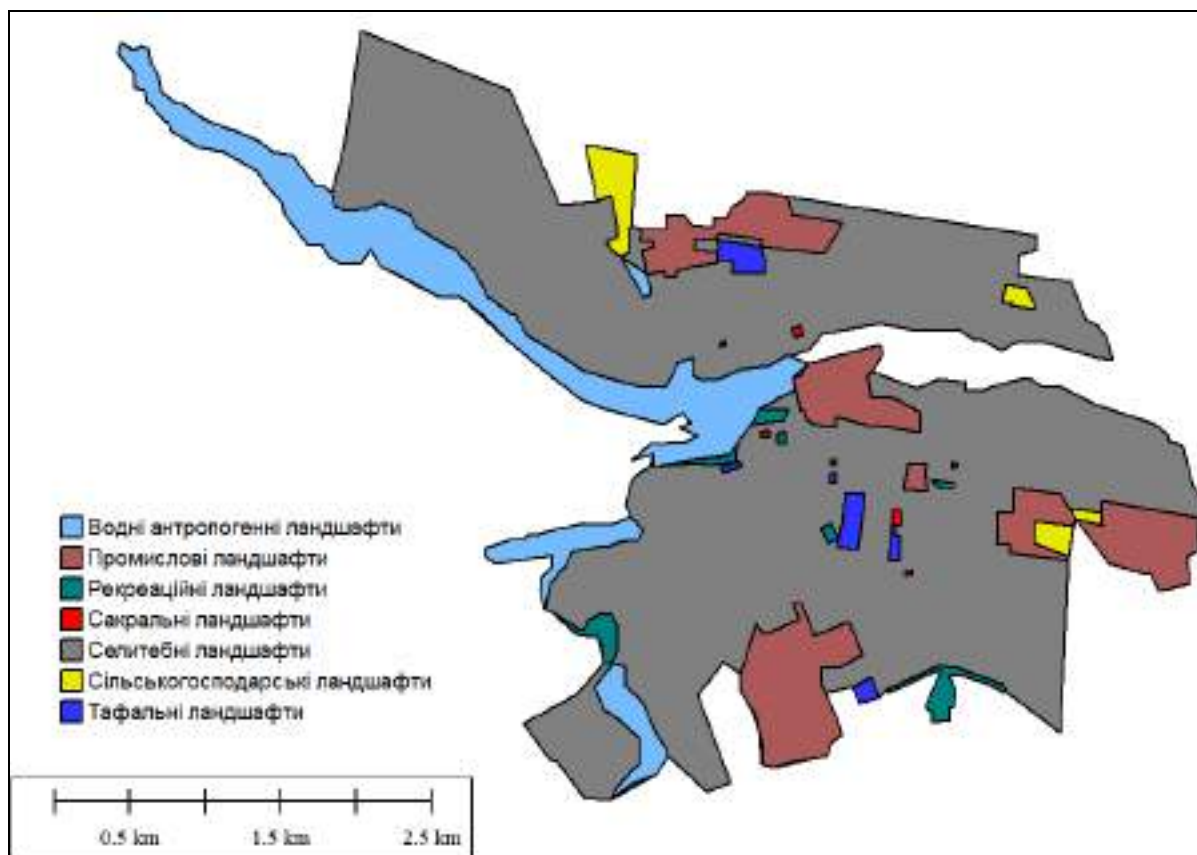 Водні антропогенні ландшафти
Промислові ландшафти
Рекреаційні ландшафти
Сакральні ландшафти
Селитебні ландшафти
Сільськогосподарські ландшафти
Тафальні ландшафти
0.5 km 1.5 km 2.5 km